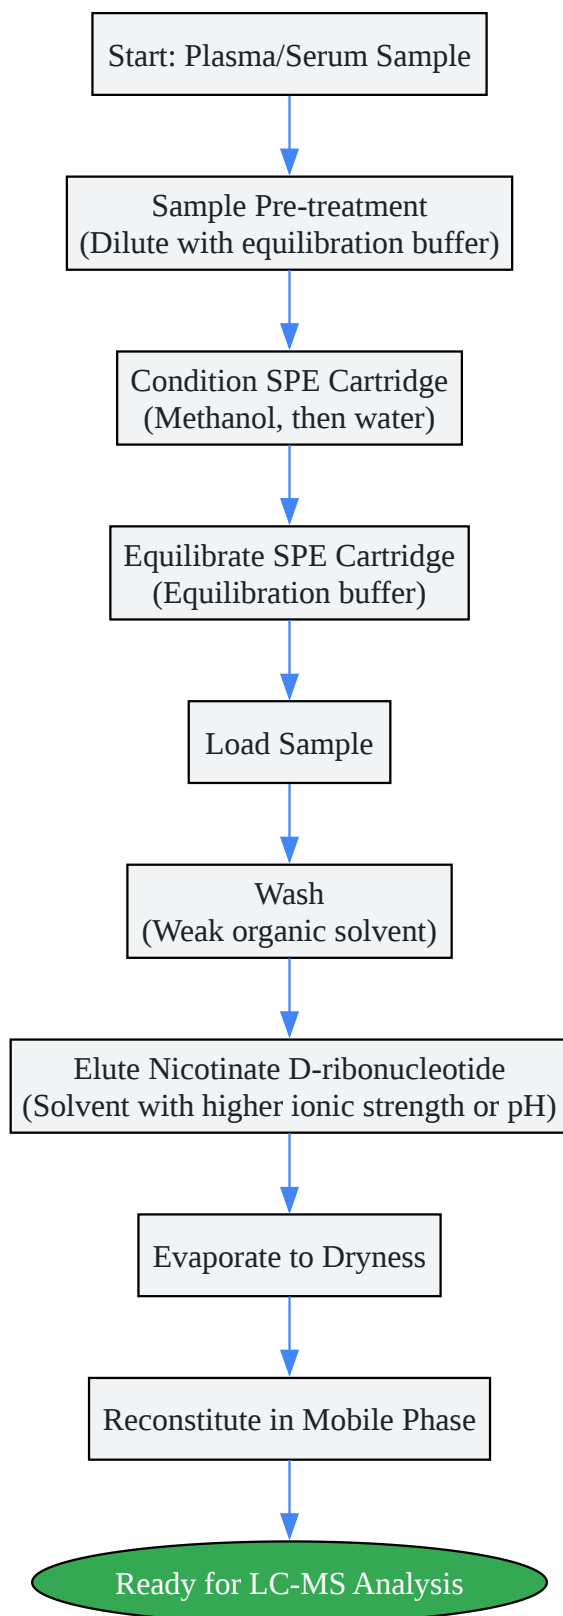 Start: Plasma/Serum Sample
Sample Pre-treatment
(Dilute with equilibration buffer)
Condition SPE Cartridge
(Methanol, then water)
Equilibrate SPE Cartridge
(Equilibration buffer)
Load Sample
Wash
(Weak organic solvent)
Elute Nicotinate D-ribonucleotide
(Solvent with higher ionic strength or pH)
Evaporate to Dryness
Reconstitute in Mobile Phase
Ready for LC-MS Analysis